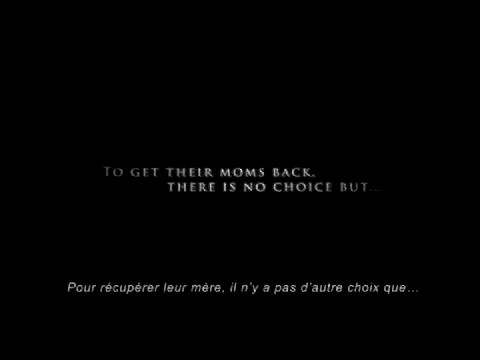 TO GET THEIR MOMS BACK,
THERE IS NO CHOICE BUT...
Pour récupérer leur mère, il n'y a pas d'autre choix que...